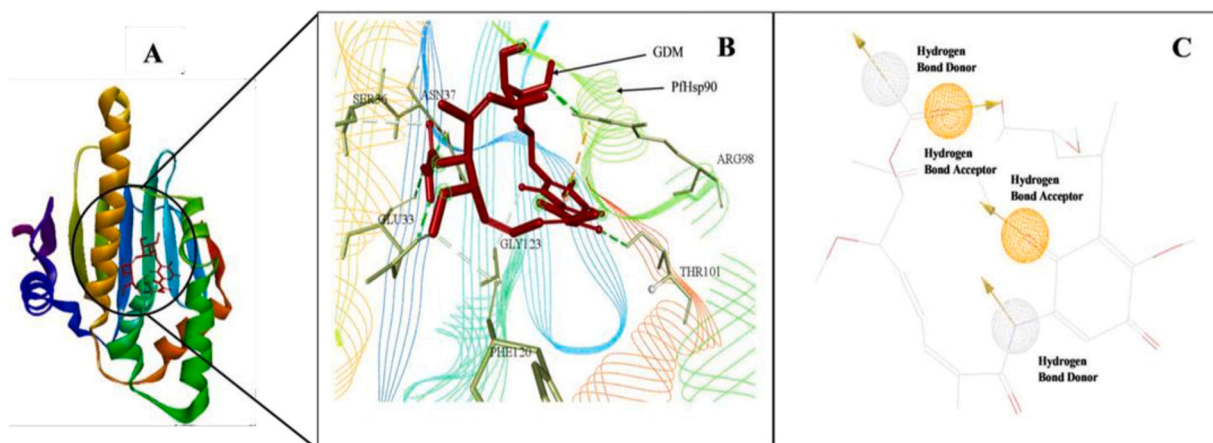 A
B
GDM
PfHsp90
SER36
ASN37
ARG98
GLU33
GLY123
THR101
PHE120
C
Hydrogen
Bond Donor
Hydrogen
Bond Acceptor
Hydrogen
Bond Acceptor
Hydrogen
Bond Donor